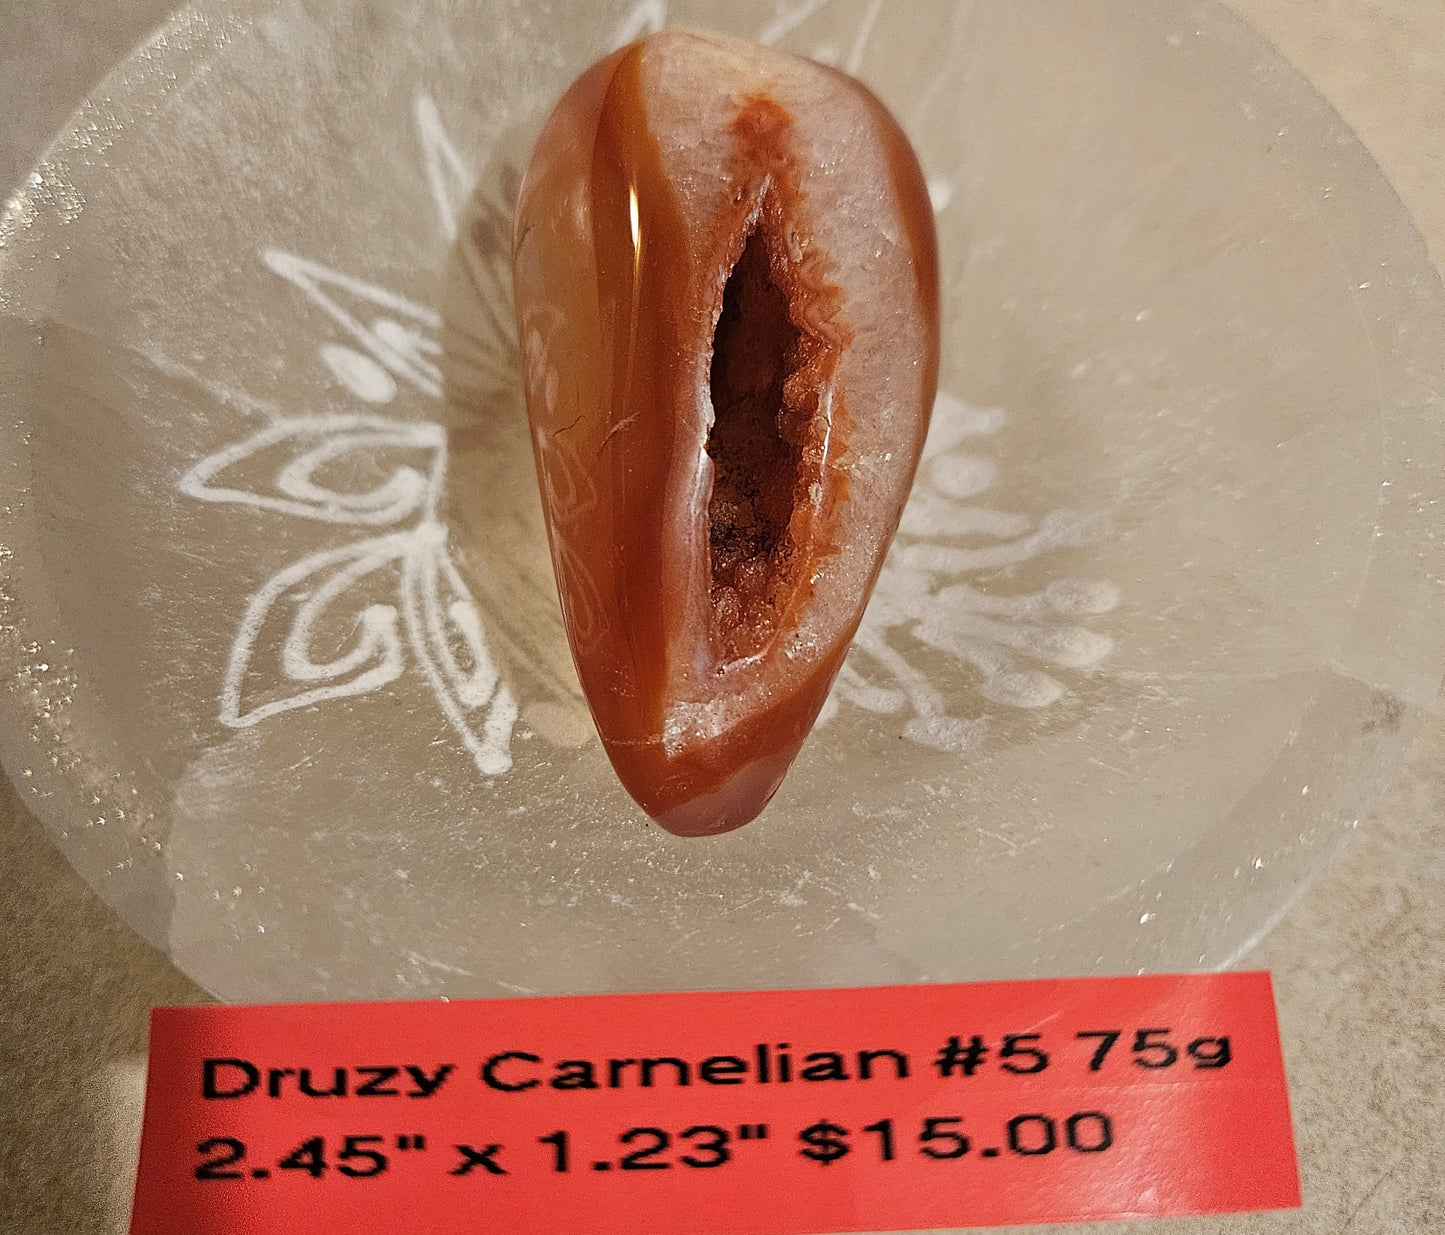 Druzy Carnelian #5 75g
2.45" x 1.23" $15.00